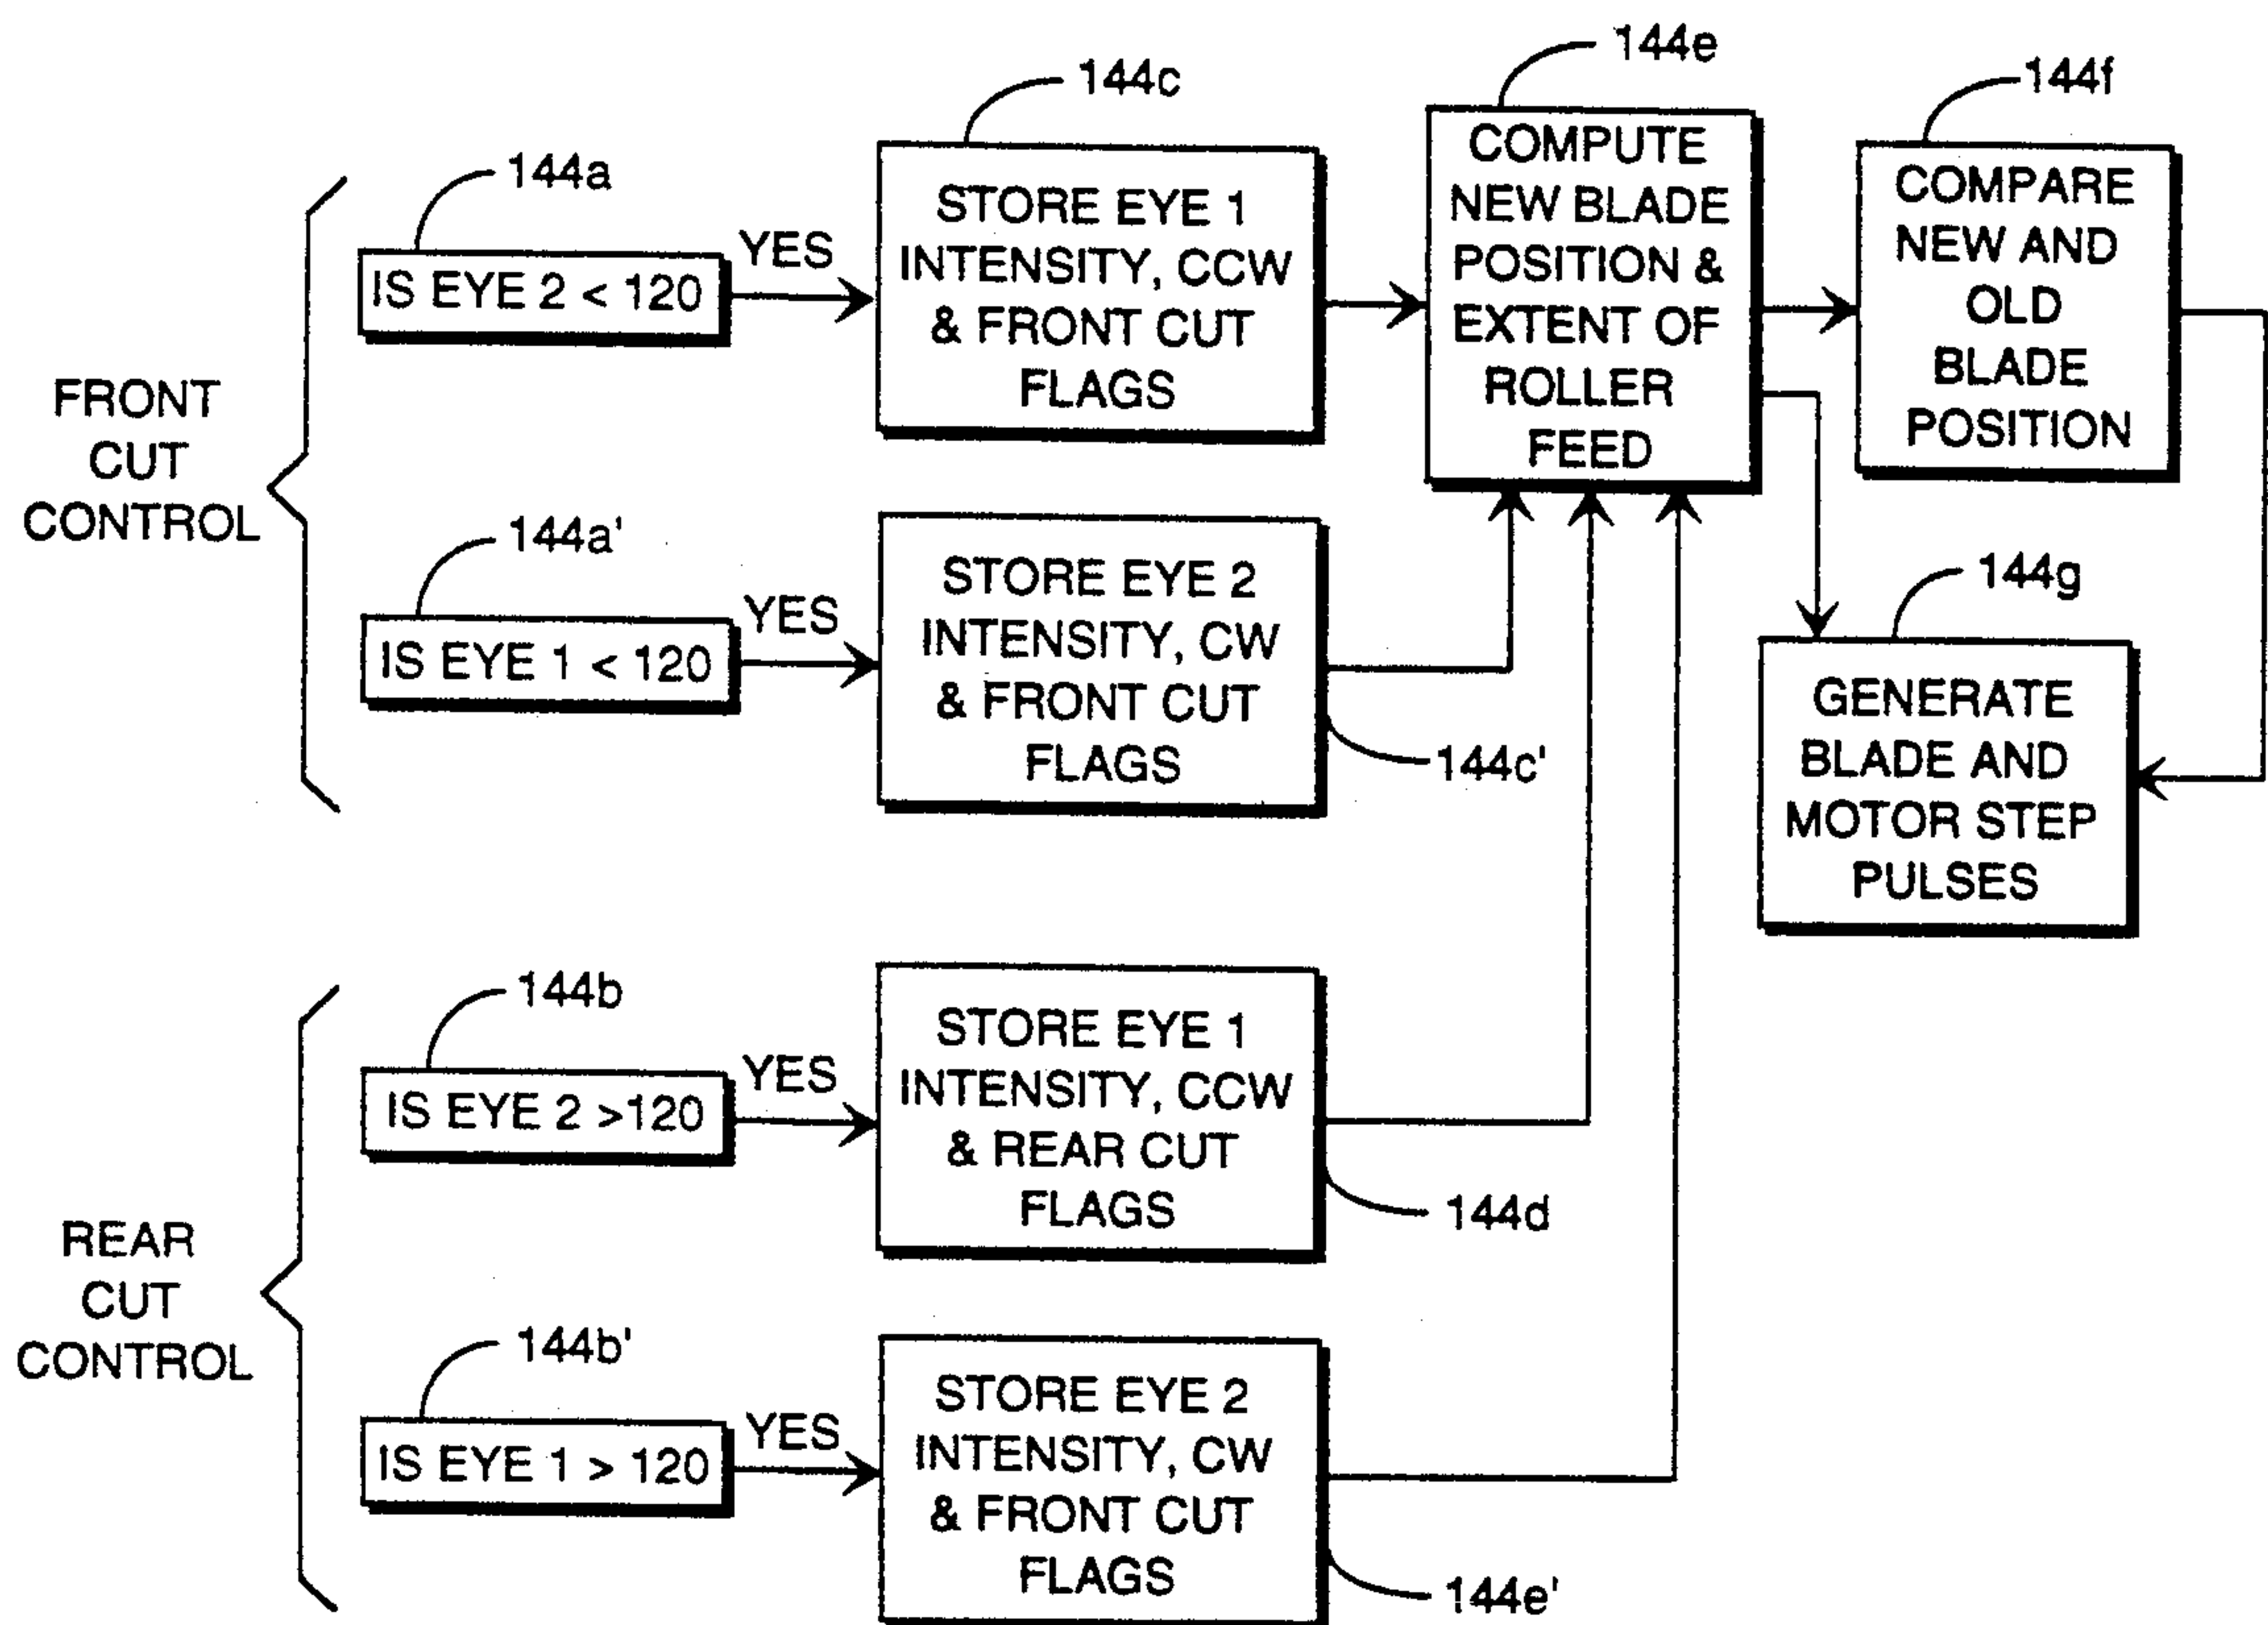 FRONT
CUT
CONTROL
144a
IS EYE 2 < 120
YES
144c
STORE EYE 1
INTENSITY, CCW
& FRONT CUT
FLAGS
144e
COMPUTE
NEW BLADE
POSITION &
EXTENT OF
ROLLER
FEED
144f
COMPARE
NEW AND
OLD
BLADE
POSITION
144a'
IS EYE 1 < 120
YES
STORE EYE 2
INTENSITY, CW
& FRONT CUT
FLAGS
144c'
144g
GENERATE
BLADE AND
MOTOR STEP
PULSES
REAR
CUT
CONTROL
144b
IS EYE 2 >120
YES
STORE EYE 1
INTENSITY, CCW
& REAR CUT
FLAGS
144d
144b'
IS EYE 1 > 120
YES
STORE EYE 2
INTENSITY, CW
& FRONT CUT
FLAGS
144e'